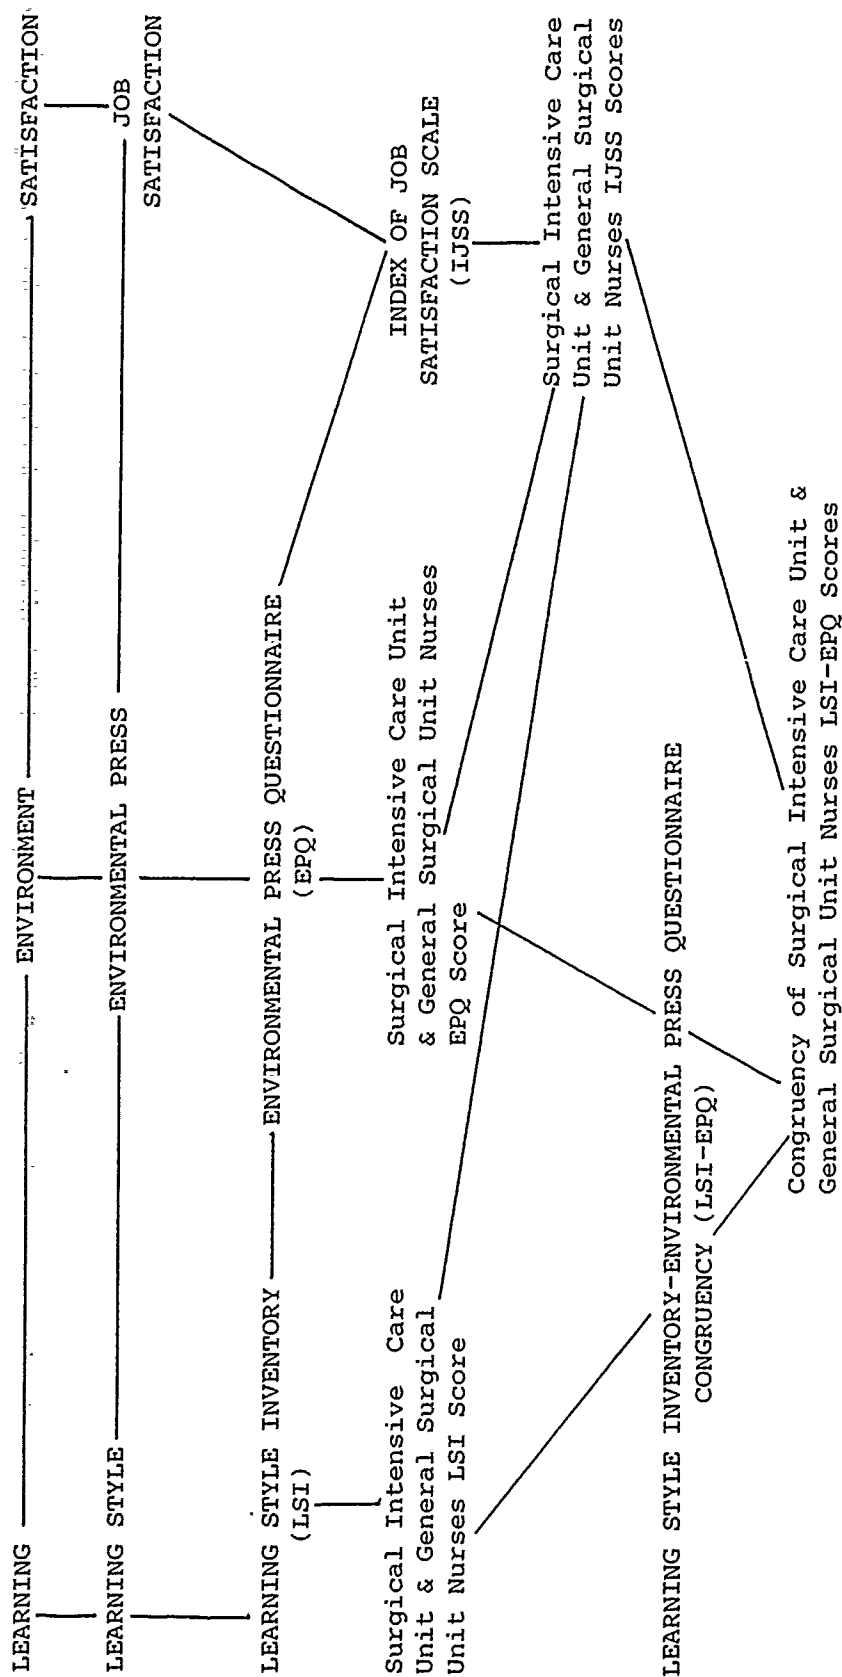 LEARNING
ENVIRONMENT
SATISFACTION
LEARNING STYLE
ENVIRONMENTAL PRESS
JOB
SATISFACTION
LEARNING STYLE INVENTORY
(LSI)
ENVIRONMENTAL PRESS QUESTIONNAIRE
(EPQ)
INDEX OF JOB
SATISFACTION SCALE
(IJSS)
Surgical Intensive Care
Unit & General Surgical
Unit Nurses LSI Score
Surgical Intensive Care Unit
& General Surgical Unit Nurses
EPQ Score
Surgical Intensive Care
Unit & General Surgical
Unit Nurses IJSS Scores
LEARNING STYLE INVENTORY-ENVIRONMENTAL PRESS QUESTIONNAIRE
CONGRUENCY (LSI-EPQ)
Congruency of Surgical Intensive Care Unit &
General Surgical Unit Nurses LSI-EPQ Scores